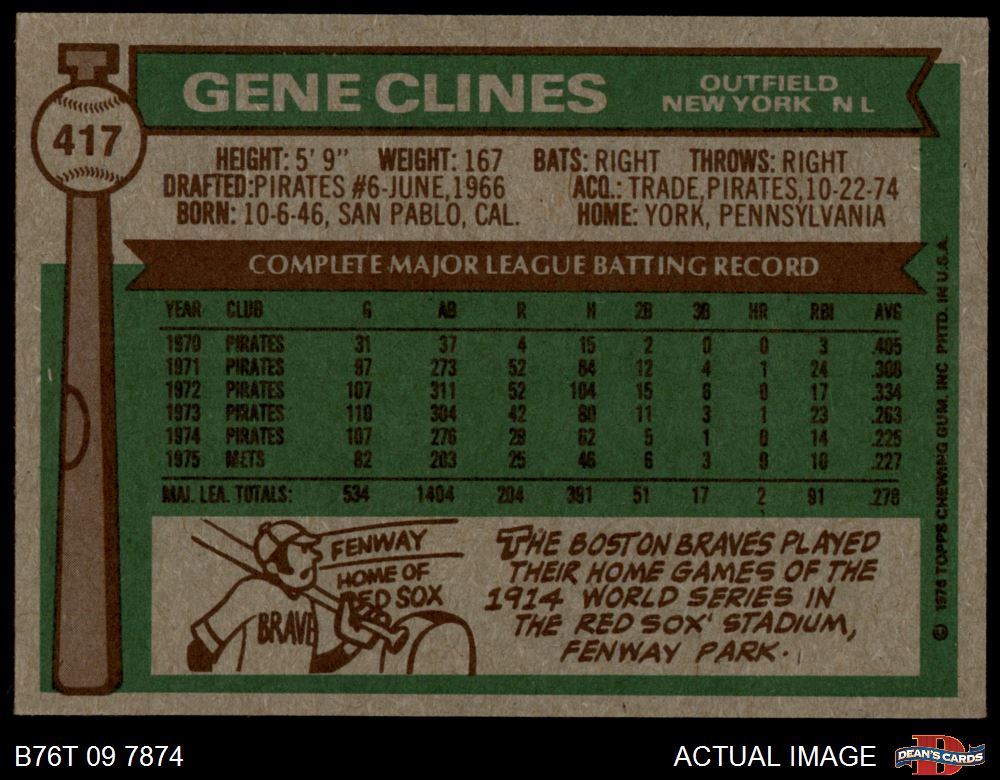 GENE CLINES
OUTFIELD
NEW YORK N L
417
HEIGHT: 5' 9" WEIGHT: 167 BATS: RIGHT THROWS: RIGHT
DRAFTED: PIRATES #6-JUNE, 1966 ACQ.: TRADE, PIRATES, 10-22-74
BORN: 10-6-46, SAN PABLO, CAL. HOME: YORK, PENNSYLVANIA
COMPLETE MAJOR LEAGUE BATTING RECORD
YEAR CLUB G AB R H 2B 3B HR RBI AVG
1970 PIRATES 31 37 4 15 2 0 0 3 .405
1971 PIRATES 97 273 52 84 12 4 1 24 .308
1972 PIRATES 107 311 52 104 15 6 0 17 .334
1973 PIRATES 110 304 42 80 11 3 1 23 .263
1974 PIRATES 107 276 29 62 5 1 0 14 .225
1975 METS 82 203 25 46 6 3 0 10 .227
MAJ. LEA. TOTALS: 534 1404 204 391 51 17 2 91 .278
FENWAY
HOME OF
RED SOX
BRAVE
THE BOSTON BRAVES PLAYED
THEIR HOME GAMES OF THE
1914 WORLD SERIES IN
THE RED SOX' STADIUM,
FENWAY PARK.
© 1976 TOPPS CHEWING GUM, INC PRTD. IN U.S.A.
B76T 09 7874
ACTUAL IMAGE
D
DEAN'S CARDS